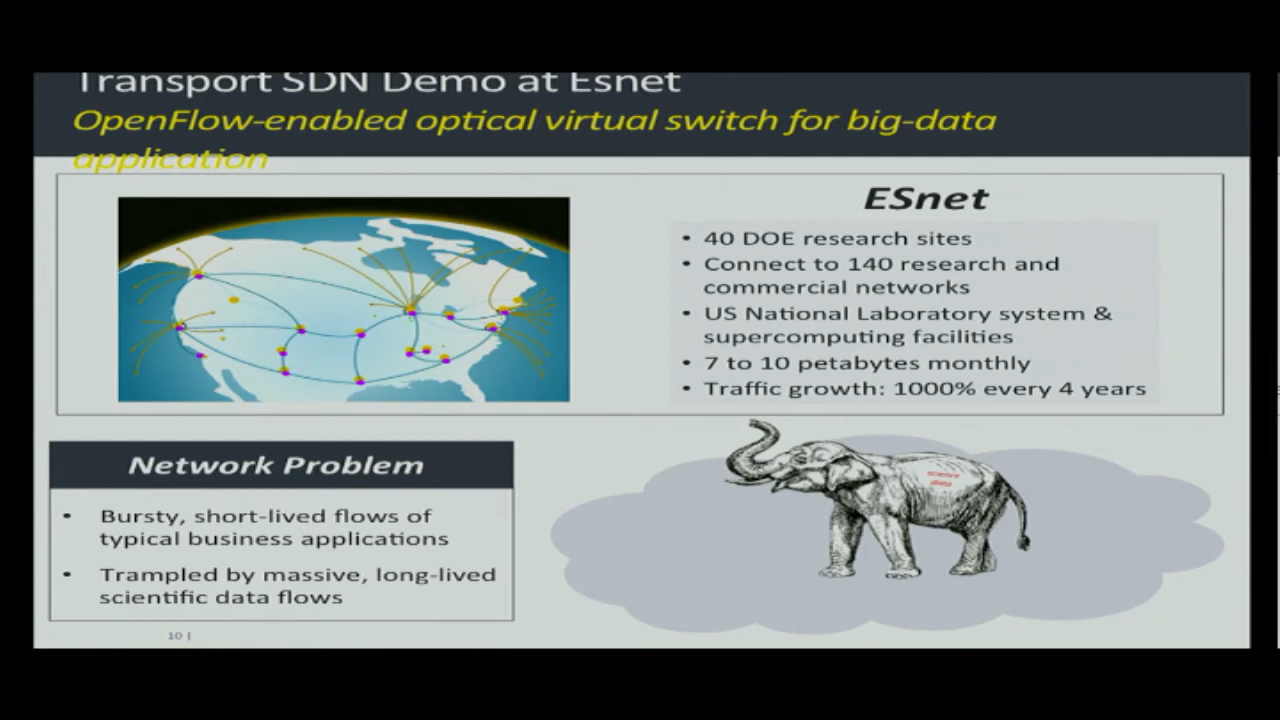 Transport SDN Demo at Esnet
OpenFlow-enabled optical virtual switch for big-data
application
ESnet
• 40 DOE research sites
• Connect to 140 research and
commercial networks
• US National Laboratory system &
supercomputing facilities
• 7 to 10 petabytes monthly
• Traffic growth: 1000% every 4 years
science
data
Network Problem
• Bursty, short-lived flows of
typical business applications
• Trampled by massive, long-lived
scientific data flows
10 |